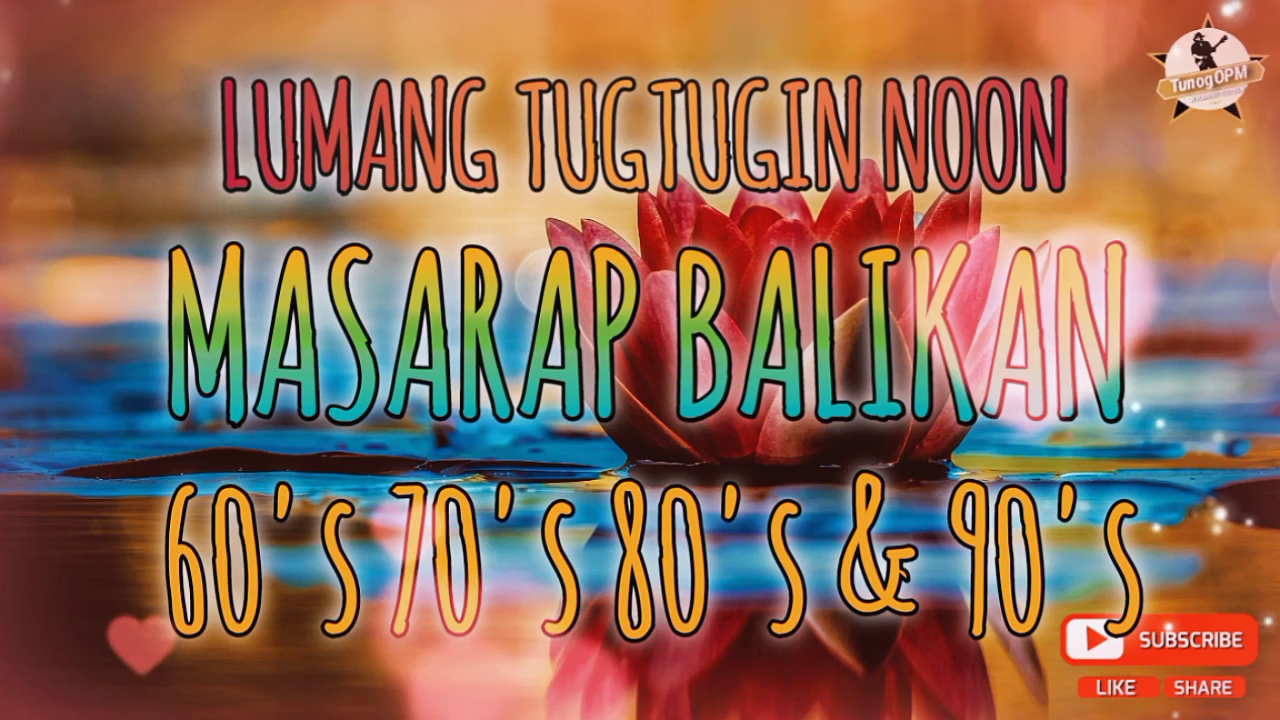 TunogOPM
LUMANG TUGTUGIN NOON
MASARAP BALIKAN
60's 70's 80's & 90's
SUBSCRIBE
LIKE SHARE